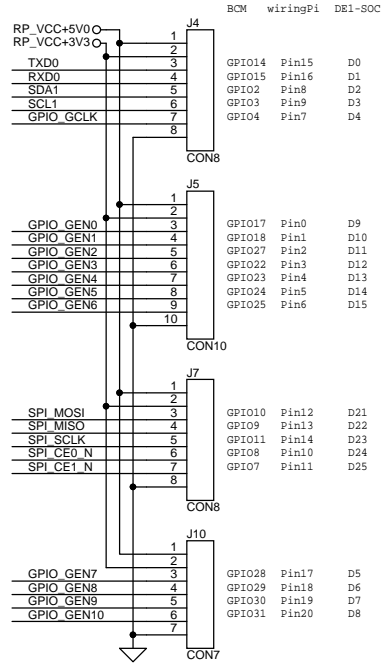 BCM wiringPi DE1-SOC
J4
RP_VCC+5V0 1
RP_VCC+3V3 2
TXD0 3 GPIO14 Pin15 D0
RXD0 4 GPIO15 Pin16 D1
SDA1 5 GPIO2 Pin8 D2
SCL1 6 GPIO3 Pin9 D3
GPIO_GCLK 7 GPIO4 Pin7 D4
8
CON8
J5
1
2
GPIO_GEN0 3 GPIO17 Pin0 D9
GPIO_GEN1 4 GPIO18 Pin1 D10
GPIO_GEN2 5 GPIO27 Pin2 D11
GPIO_GEN3 6 GPIO22 Pin3 D12
GPIO_GEN4 7 GPIO23 Pin4 D13
GPIO_GEN5 8 GPIO24 Pin5 D14
GPIO_GEN6 9 GPIO25 Pin6 D15
10
CON10
J7
1
2
SPI_MOSI 3 GPIO10 Pin12 D21
SPI_MISO 4 GPIO9 Pin13 D22
SPI_SCLK 5 GPIO11 Pin14 D23
SPI_CE0_N 6 GPIO8 Pin10 D24
SPI_CE1_N 7 GPIO7 Pin11 D25
8
CON8
J10
1
2
GPIO_GEN7 3 GPIO28 Pin17 D5
GPIO_GEN8 4 GPIO29 Pin18 D6
GPIO_GEN9 5 GPIO30 Pin19 D7
GPIO_GEN10 6 GPIO31 Pin20 D8
7
CON7